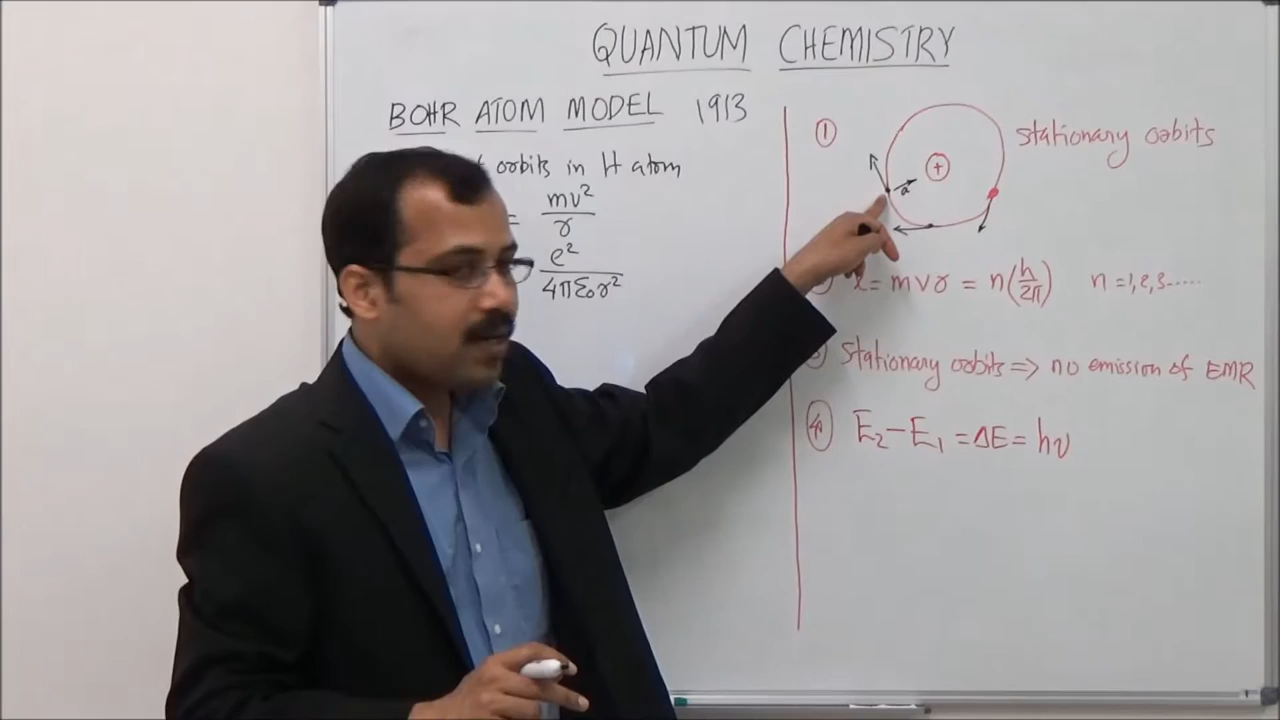 QUANTUM CHEMISTRY
BOHR ATOM MODEL 1913
orbits in H atom
= mv²/r
e²/4πε₀r²
① + a stationary orbits
= mvr = n(h/2π) n = 1,2,3.....
stationary orbits => no emission of EMR
④ E₂-E₁ = ΔE = hν